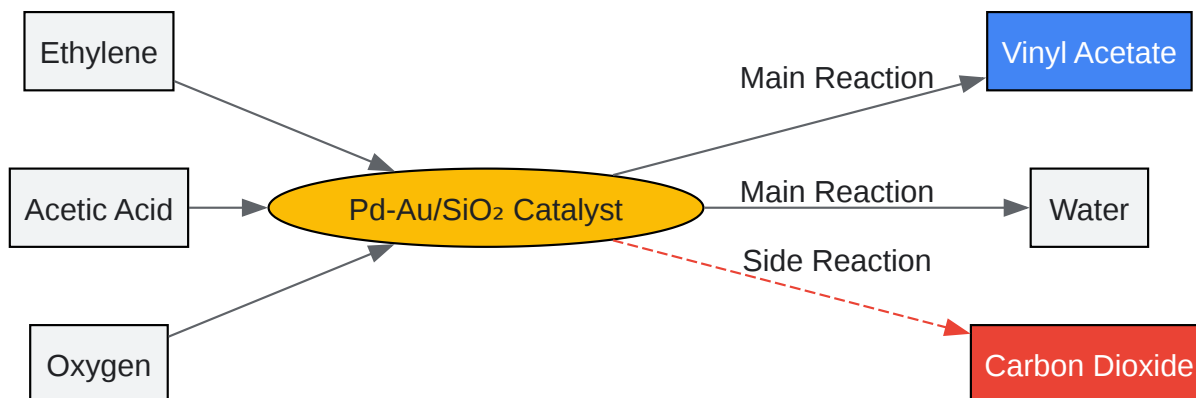 Ethylene
Main Reaction
Vinyl Acetate
Acetic Acid
Pd-Au/SiO₂ Catalyst
Main Reaction
Water
Side Reaction
Oxygen
Carbon Dioxide